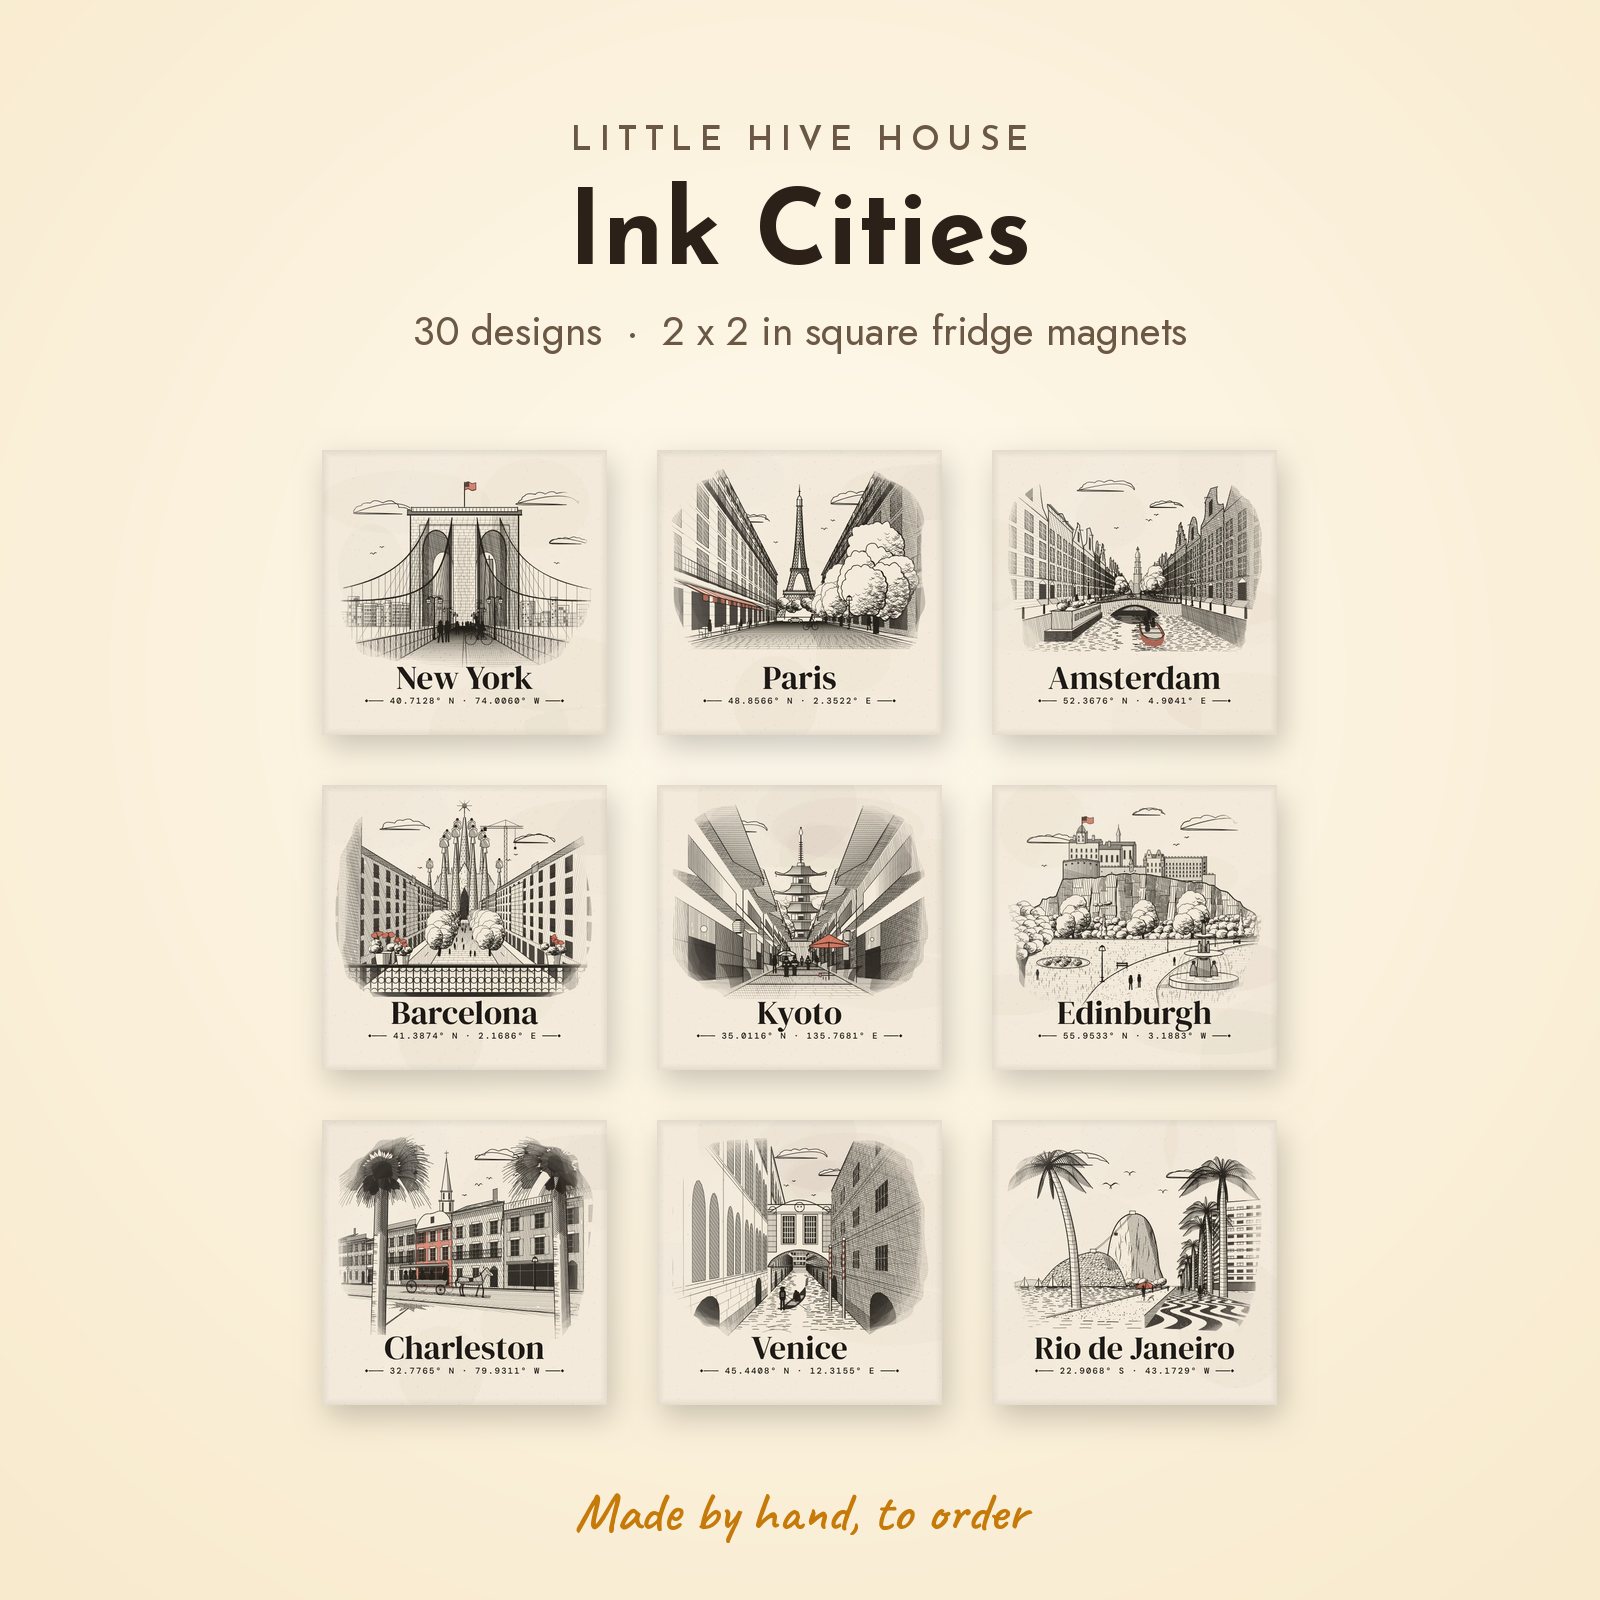 LITTLE HIVE HOUSE
Ink Cities
30 designs · 2 x 2 in square fridge magnets
New York
40.7128° N · 74.0060° W
Paris
48.8566° N · 2.3522° E
Amsterdam
52.3676° N · 4.9041° E
Barcelona
41.3874° N · 2.1686° E
Kyoto
35.0116° N · 135.7681° E
Edinburgh
55.9533° N · 3.1883° W
Charleston
32.7765° N · 79.9311° W
Venice
45.4408° N · 12.3155° E
Rio de Janeiro
22.9068° S · 43.1729° W
Made by hand, to order